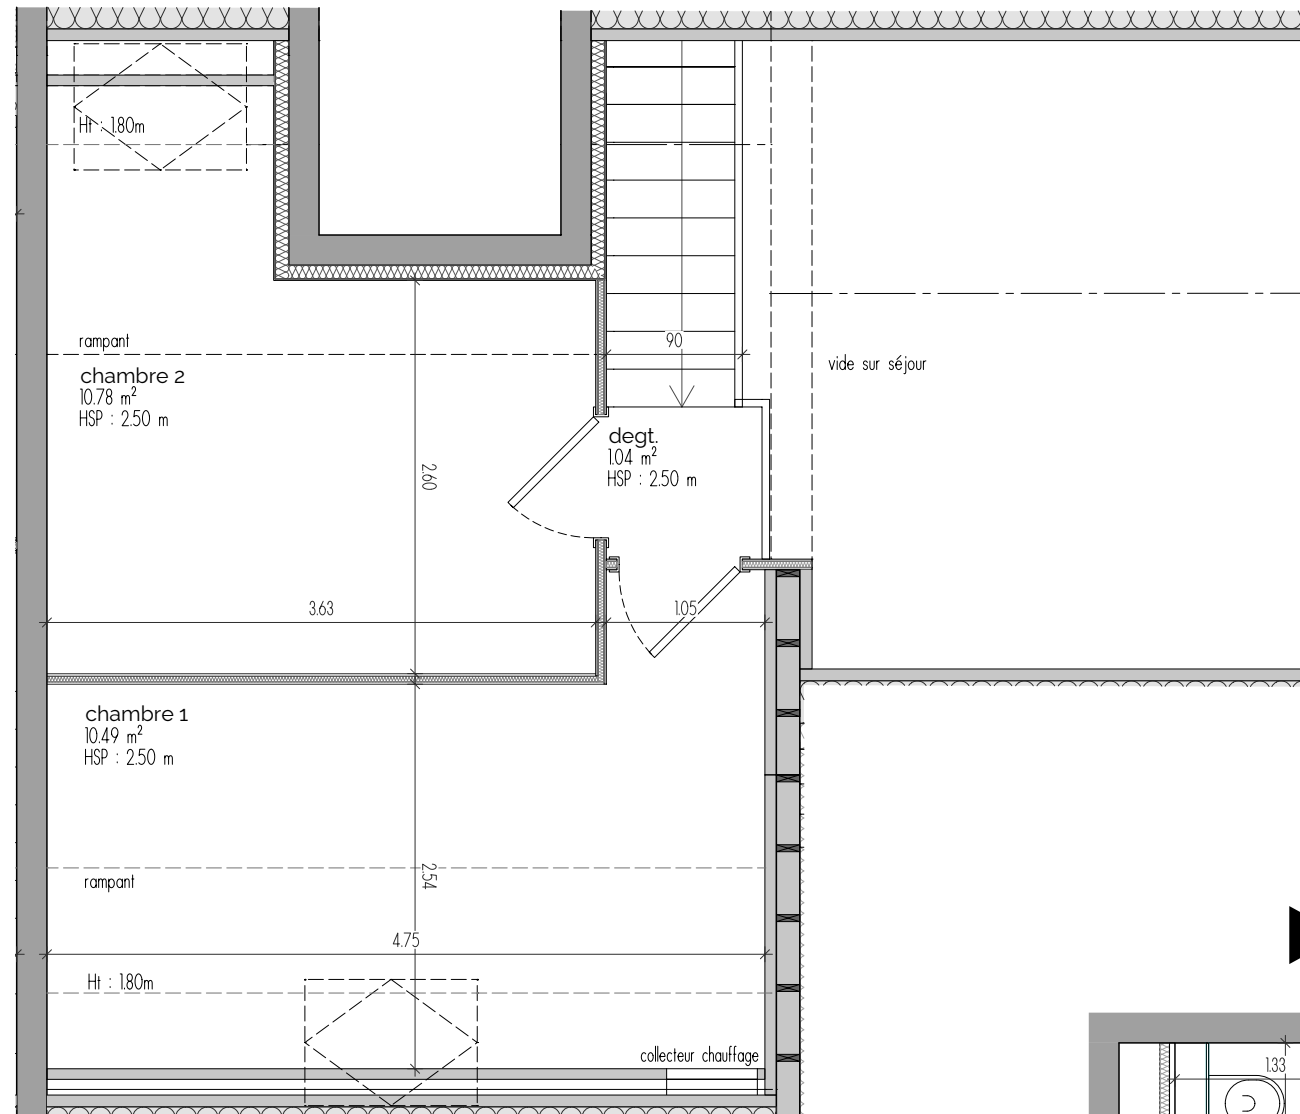 Ht : 1.80m
rampant
chambre 2
10.78 m²
HSP : 2.50 m
90
vide sur séjour
degt.
1.04 m²
HSP : 2.50 m
2.60
3.63
1.05
chambre 1
10.49 m²
HSP : 2.50 m
2.54
rampant
4.75
Ht : 1.80m
collecteur chauffage
1.33